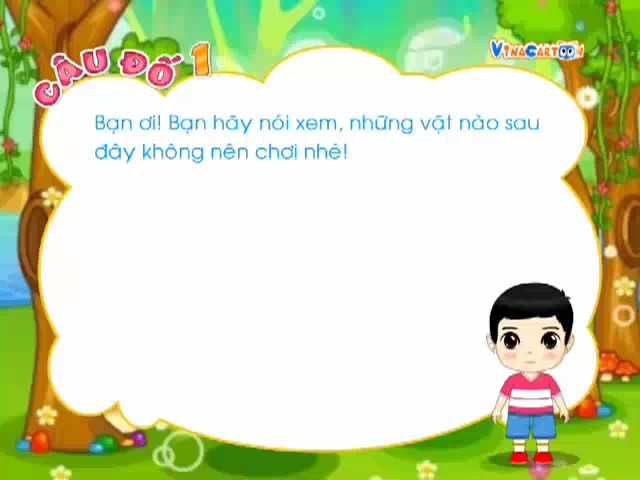 CÂU ĐỐ 1
VINACARTOON
Bạn ơi! Bạn hãy nói xem, những vật nào sau
đây không nên chơi nhé!